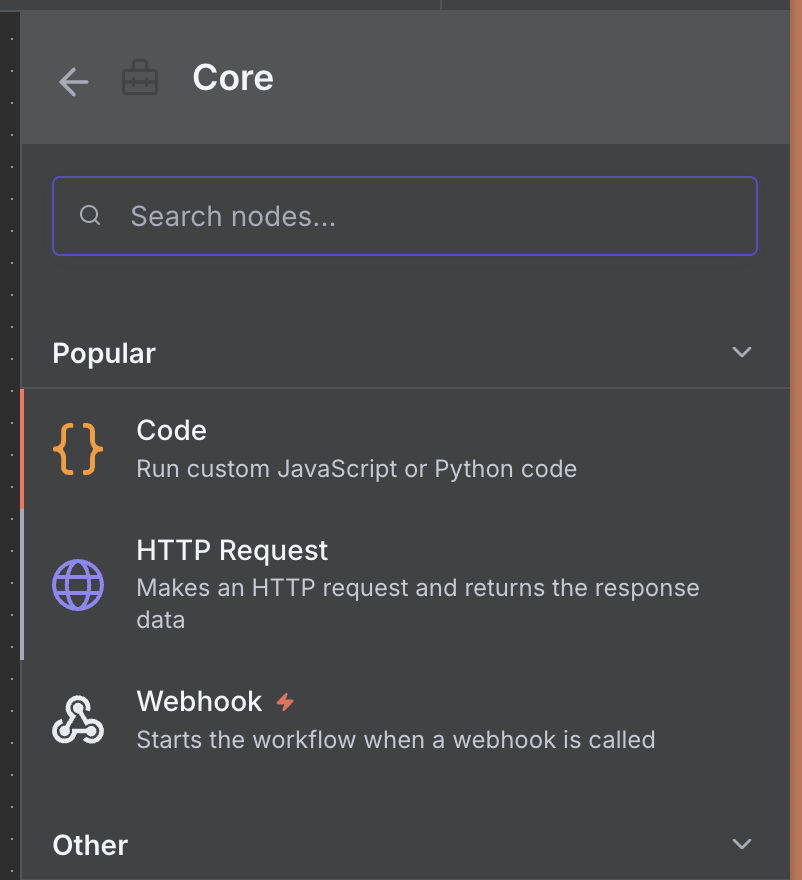 Core
Search nodes...
Popular
Code
Run custom JavaScript or Python code
HTTP Request
Makes an HTTP request and returns the response
data
Webhook
Starts the workflow when a webhook is called
Other